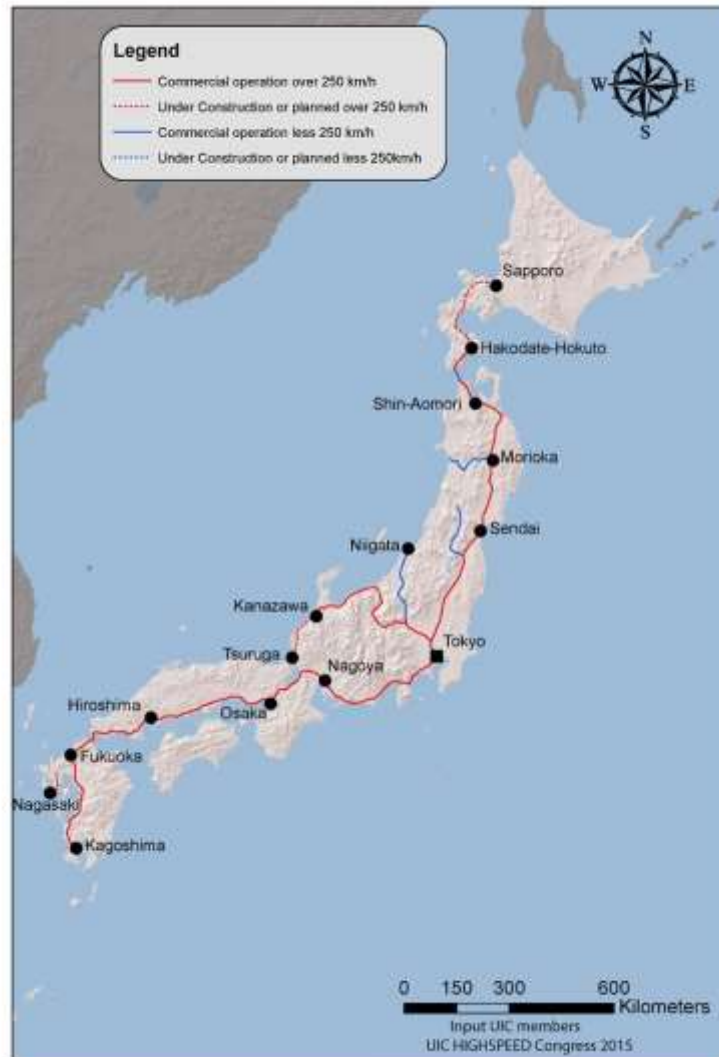 Legend
Commercial operation over 250 km/h
Under Construction or planned over 250 km/h
Commercial operation less 250 km/h
Under Construction or planned less 250km/h
N
W E
S
Sapporo
Hakodate-Hokuto
Shin-Aomori
Morioka
Sendai
Niigata
Kanazawa
Tokyo
Tsuruga
Nagoya
Hiroshima
Osaka
Fukuoka
Nagasaki
Kagoshima
0 150 300 600
Kilometers
Input UIC members
UIC HIGHSPEED Congress 2015